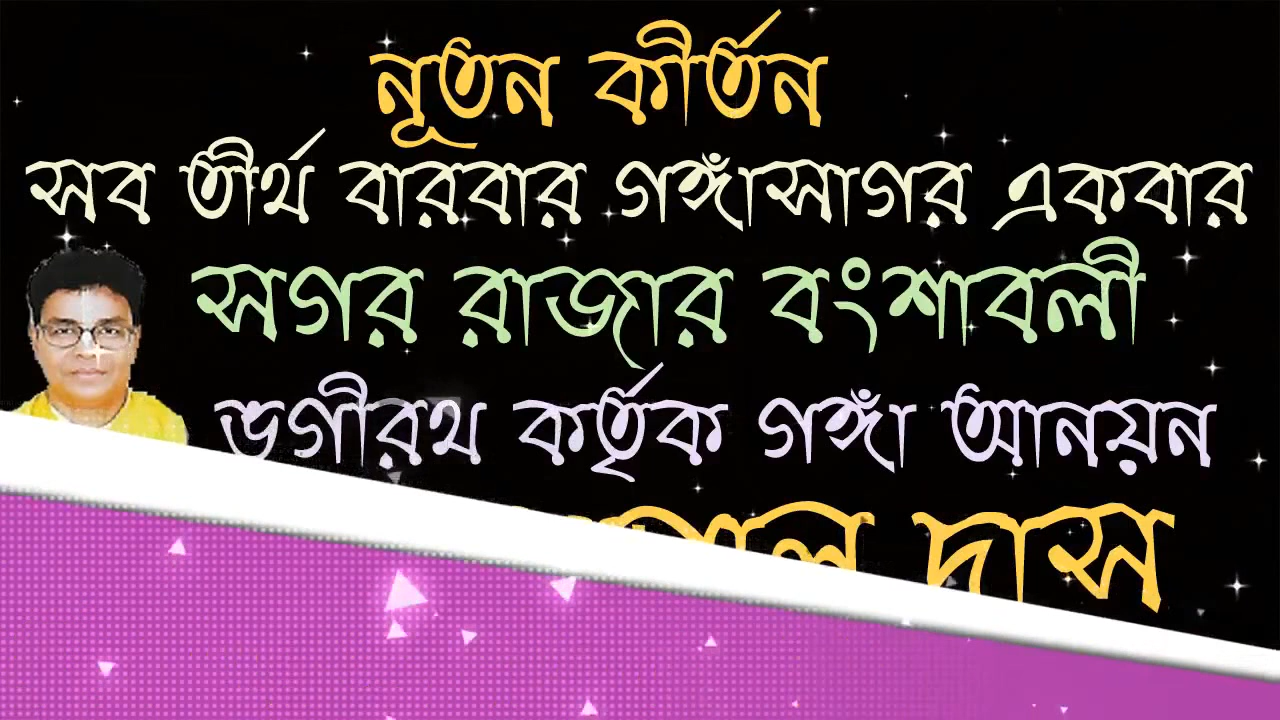 নূতন কীর্তন
সব তীর্থ বারবার গঙ্গাসাগর একবার
সগর রাজার বংশাবলী
ভগীরথ কর্তৃক গঙ্গাঁ আনয়ন
দাস